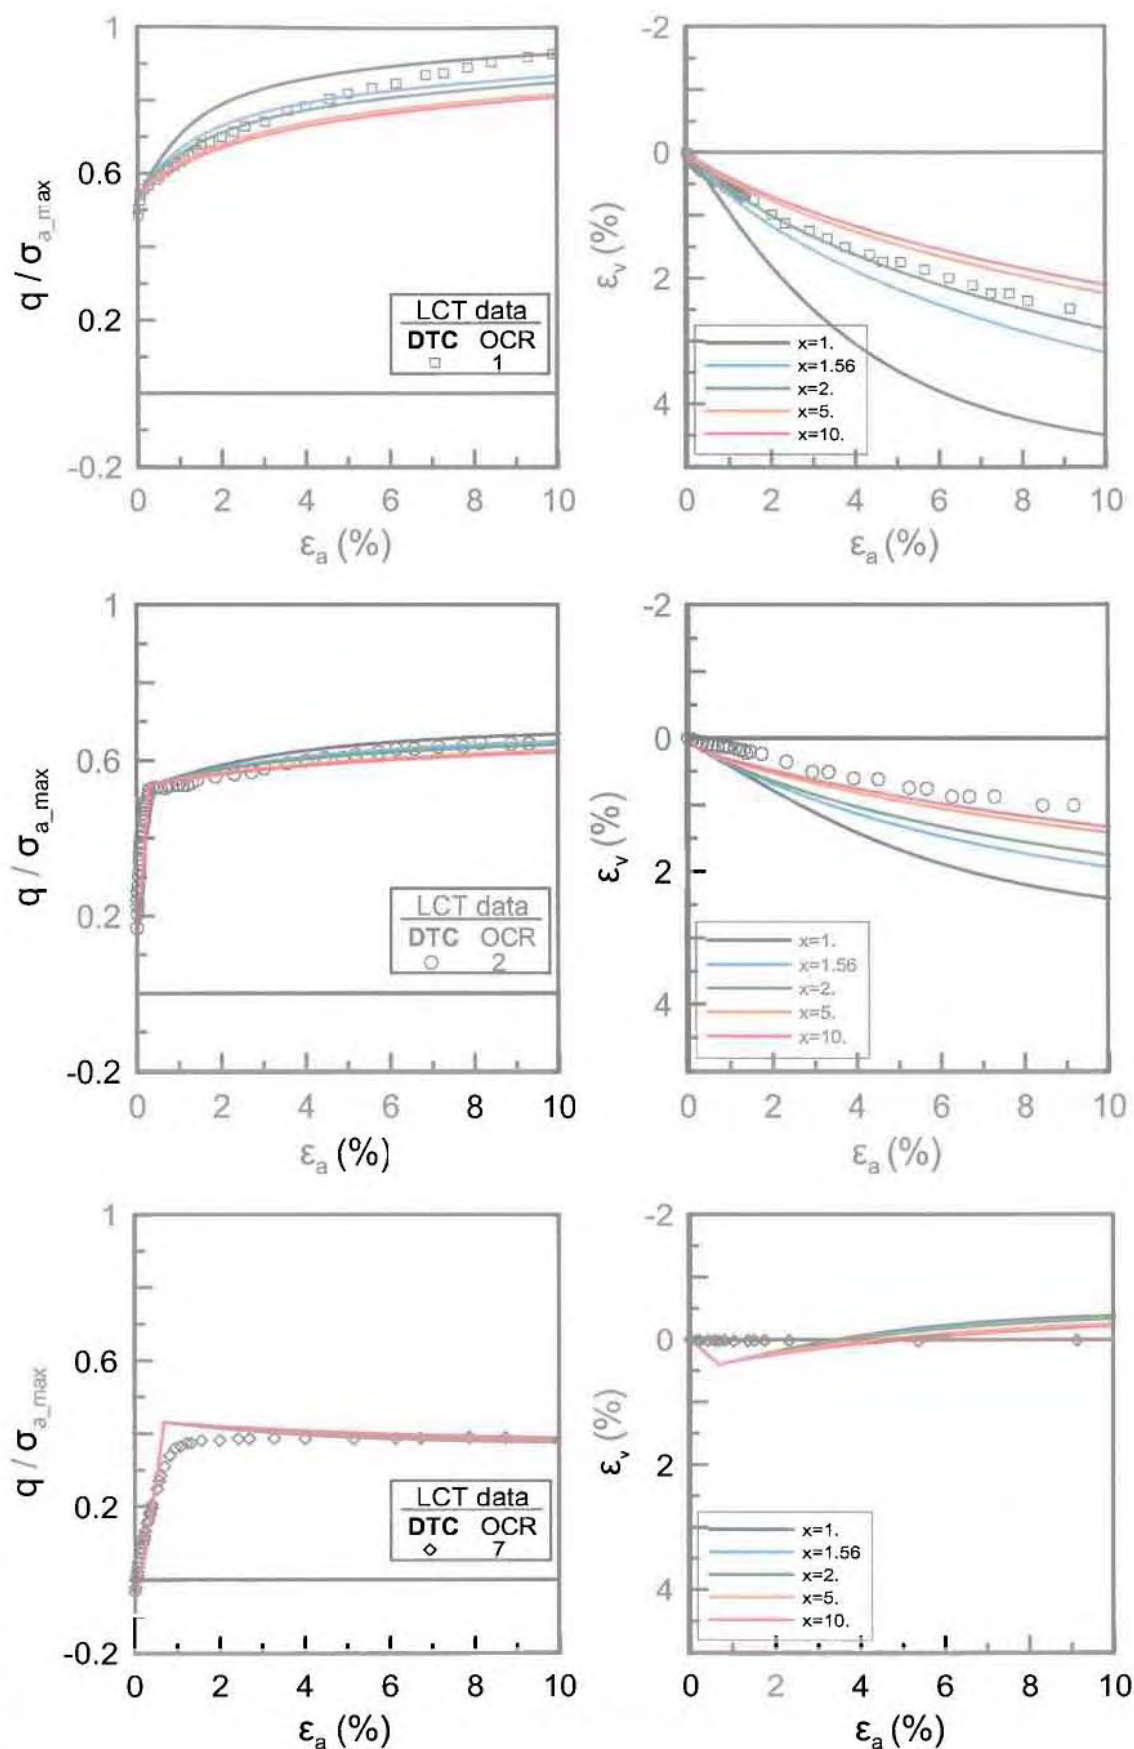 1
0.6
0.2
-0.2
q / σa_max
0 2 4 6 8 10
εa (%)
LCT data
DTC OCR
1
-2
0
2
4
εv (%)
0 2 4 6 8 10
εa (%)
x=1.
x=1.56
x=2.
x=5.
x=10.
1
0.6
0.2
-0.2
q / σa_max
0 2 4 6 8 10
εa (%)
LCT data
DTC OCR
2
-2
0
2
4
εv (%)
0 2 4 6 8 10
εa (%)
x=1.
x=1.56
x=2.
x=5.
x=10.
1
0.6
0.2
-0.2
q / σa_max
0 2 4 6 8 10
εa (%)
LCT data
DTC OCR
7
-2
0
2
4
εv (%)
0 2 4 6 8 10
εa (%)
x=1.
x=1.56
x=2.
x=5.
x=10.